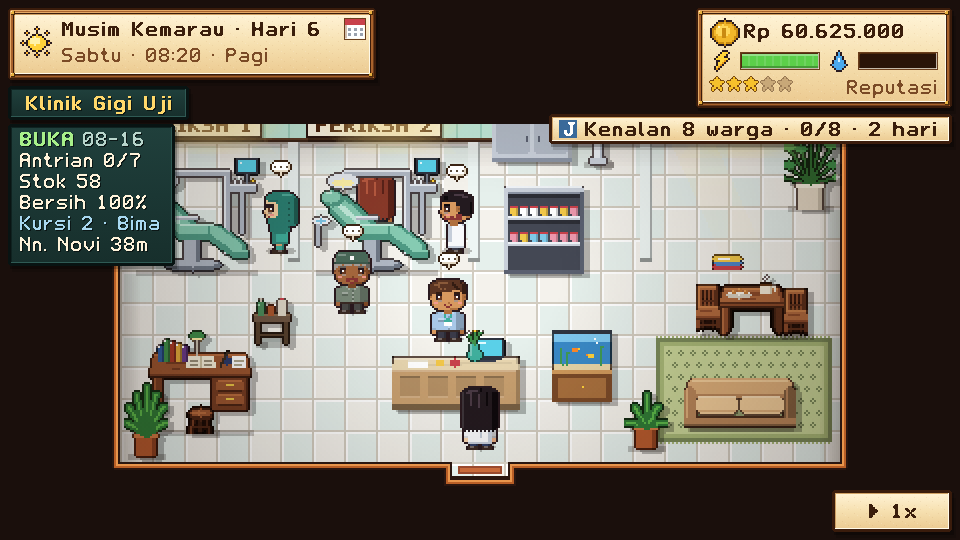 Musim Kemarau · Hari 6
Sabtu · 08:20 · Pagi
Rp 60.625.000
Reputasi
Klinik Gigi Uji
J Kenalan 8 warga · 0/8 · 2 hari
BUKA 08-16
Antrian 0/7
Stok 58
Bersih 100%
Kursi 2 · Bima
Nn. Novi 38m
PERIKSA 1
PERIKSA 2
1x